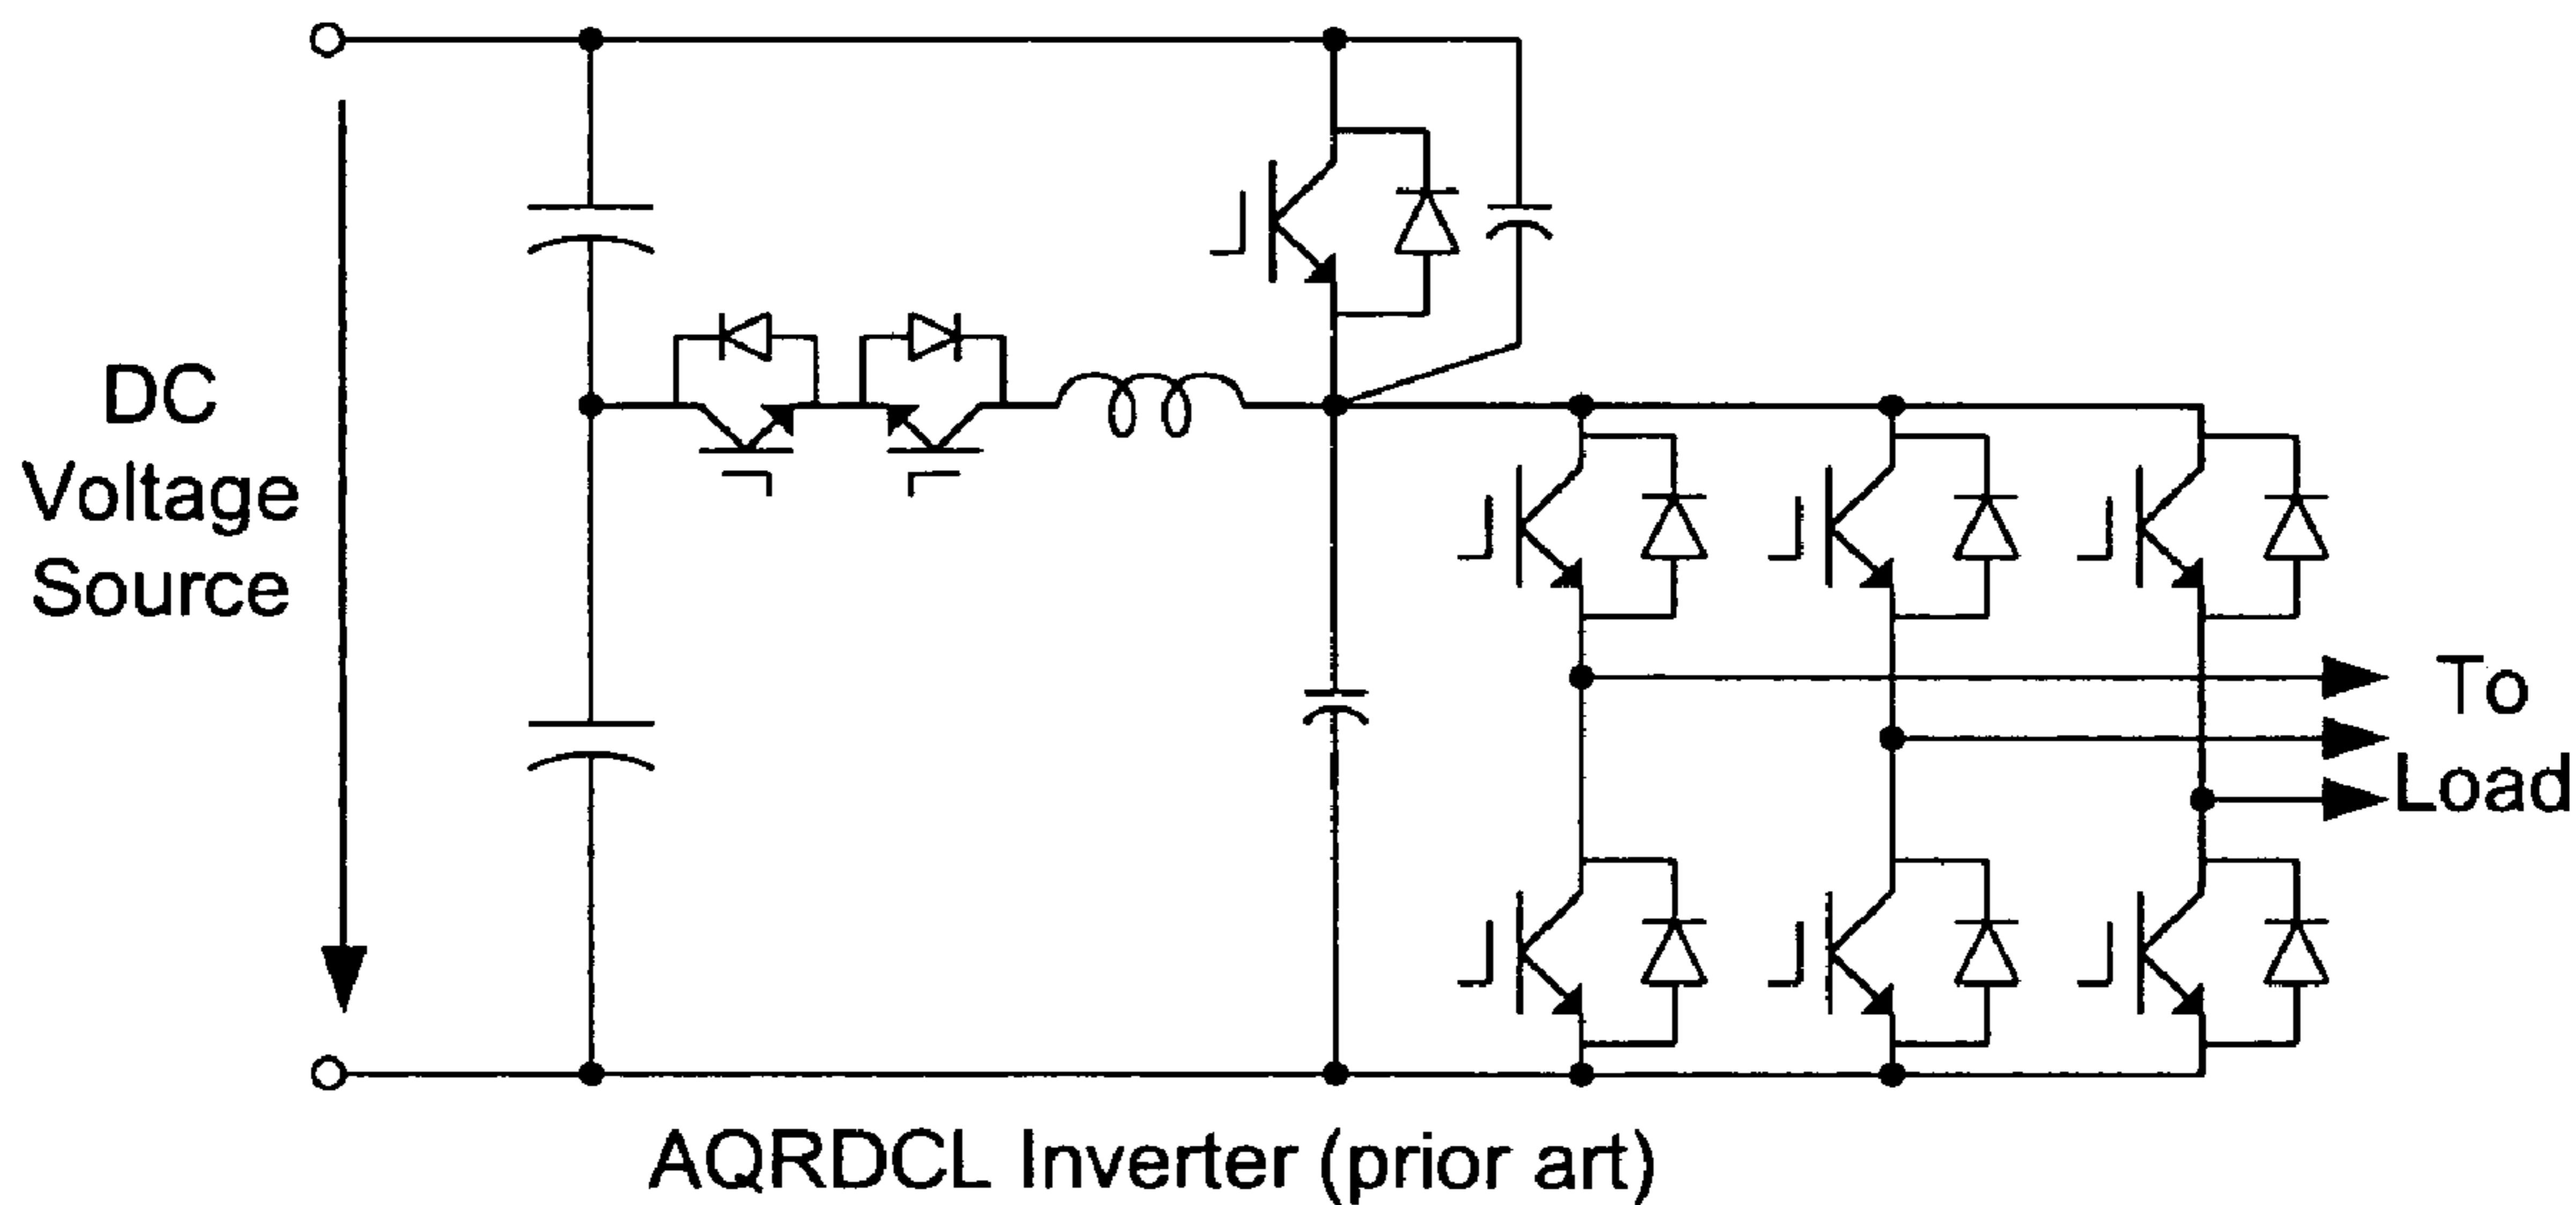 DC
Voltage
Source
To
Load
AQRDCL Inverter (prior art)